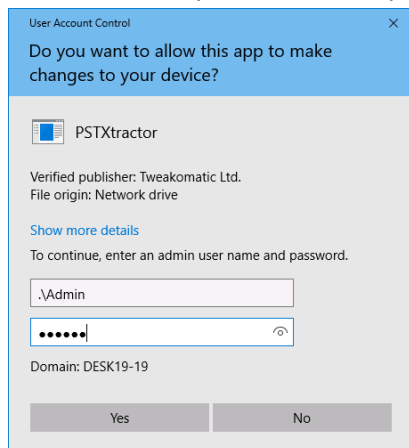 User Account Control
Do you want to allow this app to make
changes to your device?
PSTXtractor
Verified publisher: Tweakomatic Ltd.
File origin: Network drive
Show more details
To continue, enter an admin user name and password.
.\Admin
●●●●●●
Domain: DESK19-19
Yes No